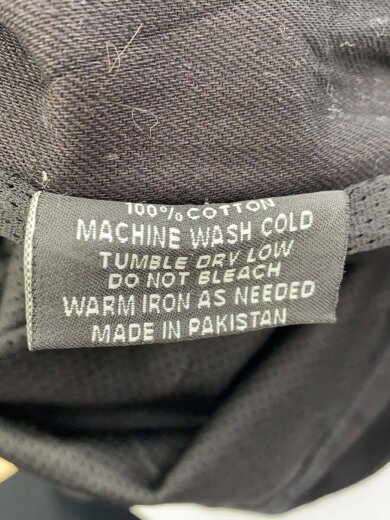 100% COTTON
MACHINE WASH COLD
TUMBLE DRY LOW
DO NOT BLEACH
WARM IRON AS NEEDED
MADE IN PAKISTAN